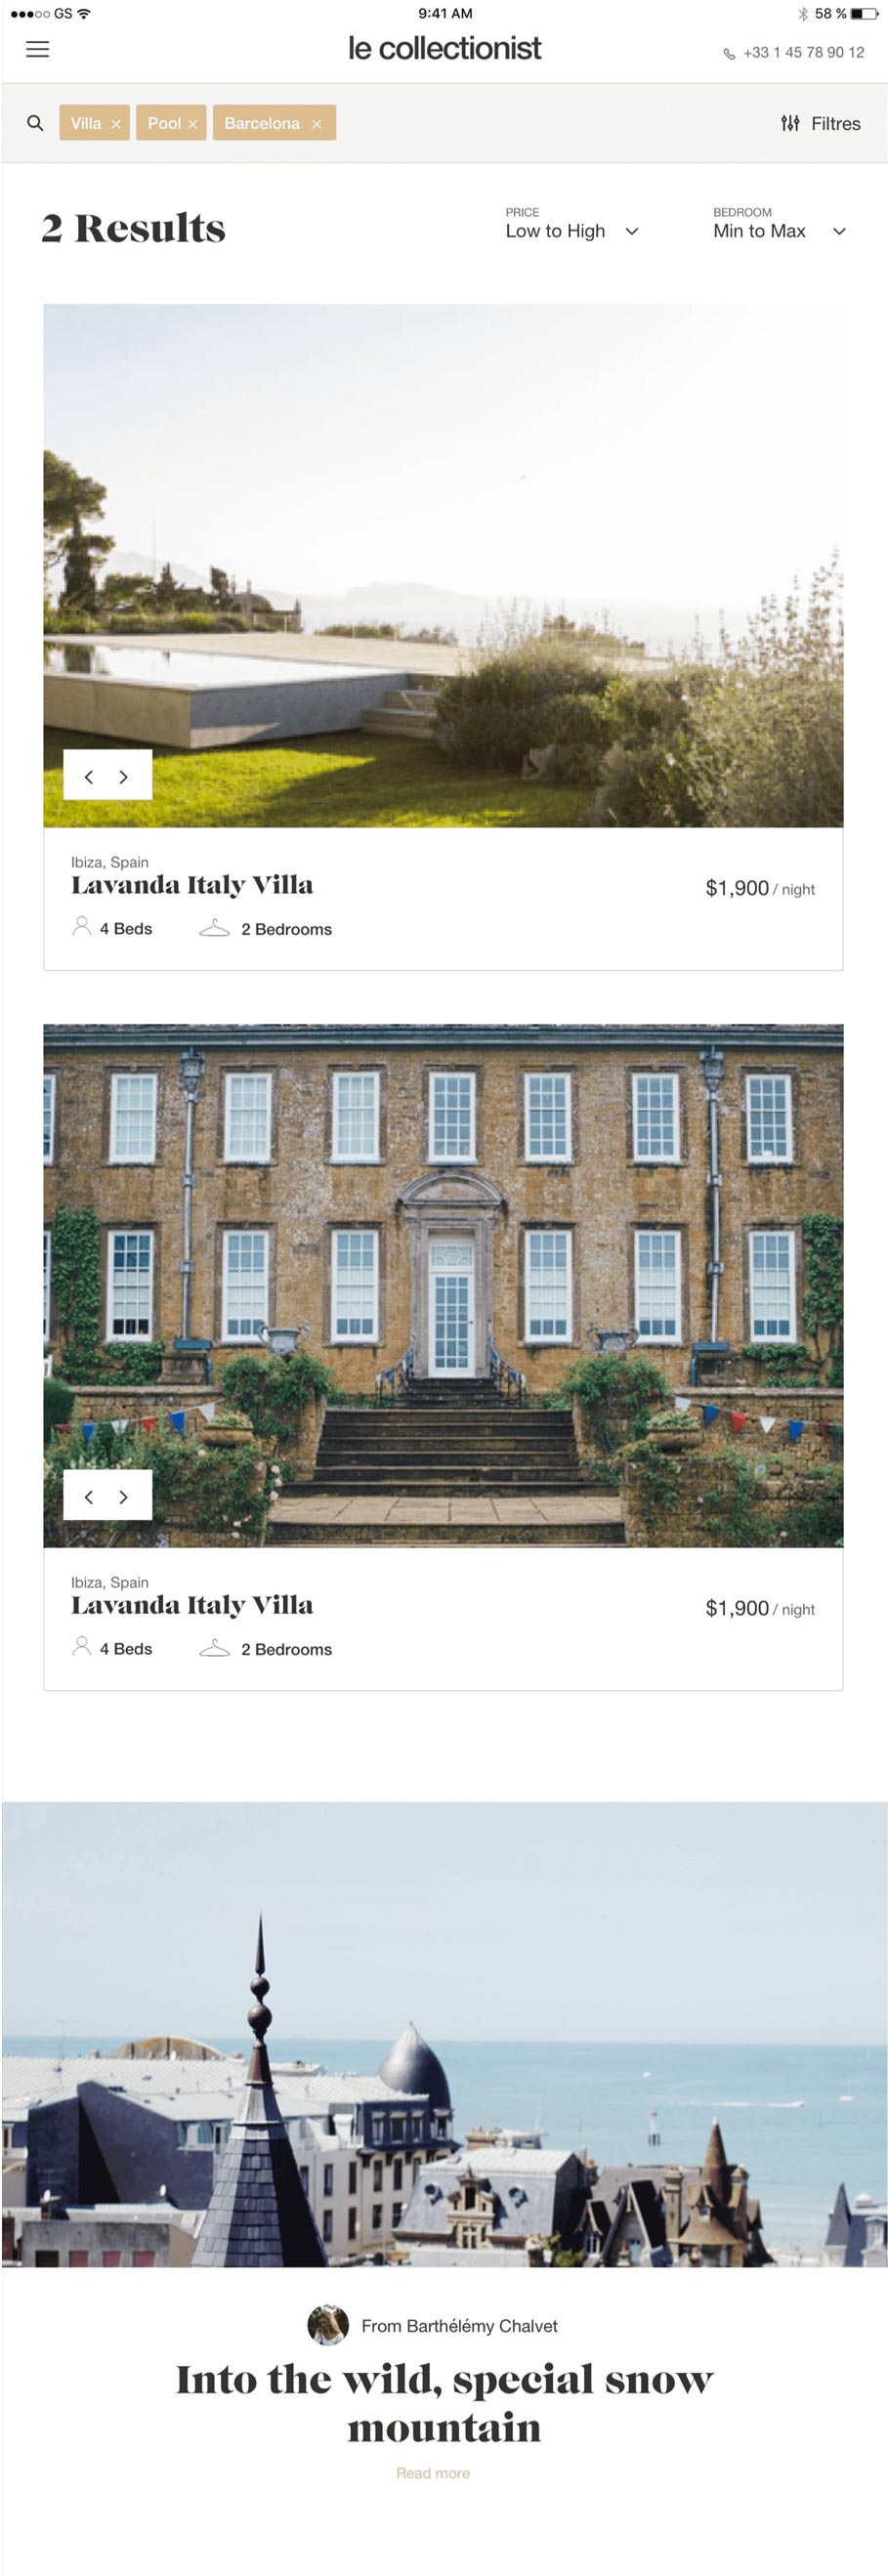 GS
9:41 AM
58 %
le collectionist
+33 1 45 78 90 12
Villa
Pool
Barcelona
Filtres
2 Results
PRICE
Low to High
BEDROOM
Min to Max
Ibiza, Spain
Lavanda Italy Villa
$1,900 / night
4 Beds
2 Bedrooms
Ibiza, Spain
Lavanda Italy Villa
$1,900 / night
4 Beds
2 Bedrooms
From Barthélémy Chalvet
Into the wild, special snow
mountain
Read more